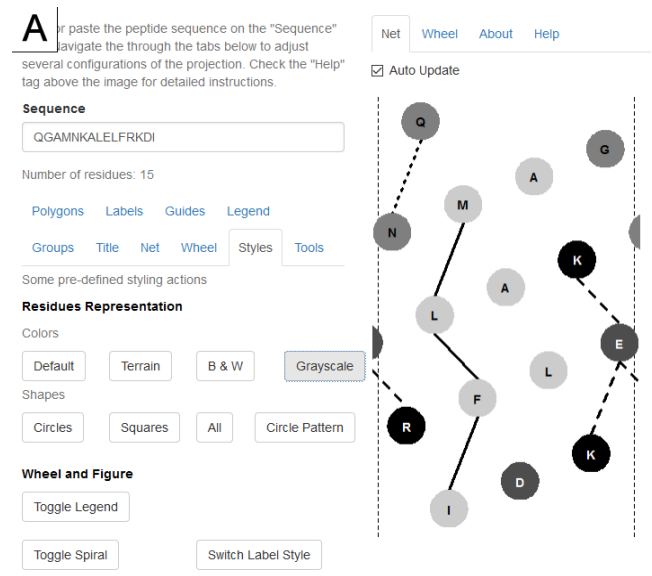 A
or paste the peptide sequence on the "Sequence"
avigate the through the tabs below to adjust
several configurations of the projection. Check the "Help"
tag above the image for detailed instructions.
Sequence
QGAMNKALELFRKDI
Number of residues: 15
Polygons Labels Guides Legend
Groups Title Net Wheel Styles Tools
Some pre-defined styling actions
Residues Representation
Colors
Default Terrain B & W Grayscale
Shapes
Circles Squares All Circle Pattern
Wheel and Figure
Toggle Legend
Toggle Spiral Switch Label Style
Net Wheel About Help
Auto Update
Q
G
A
M
N
K
A
L
E
L
F
R
K
D
I